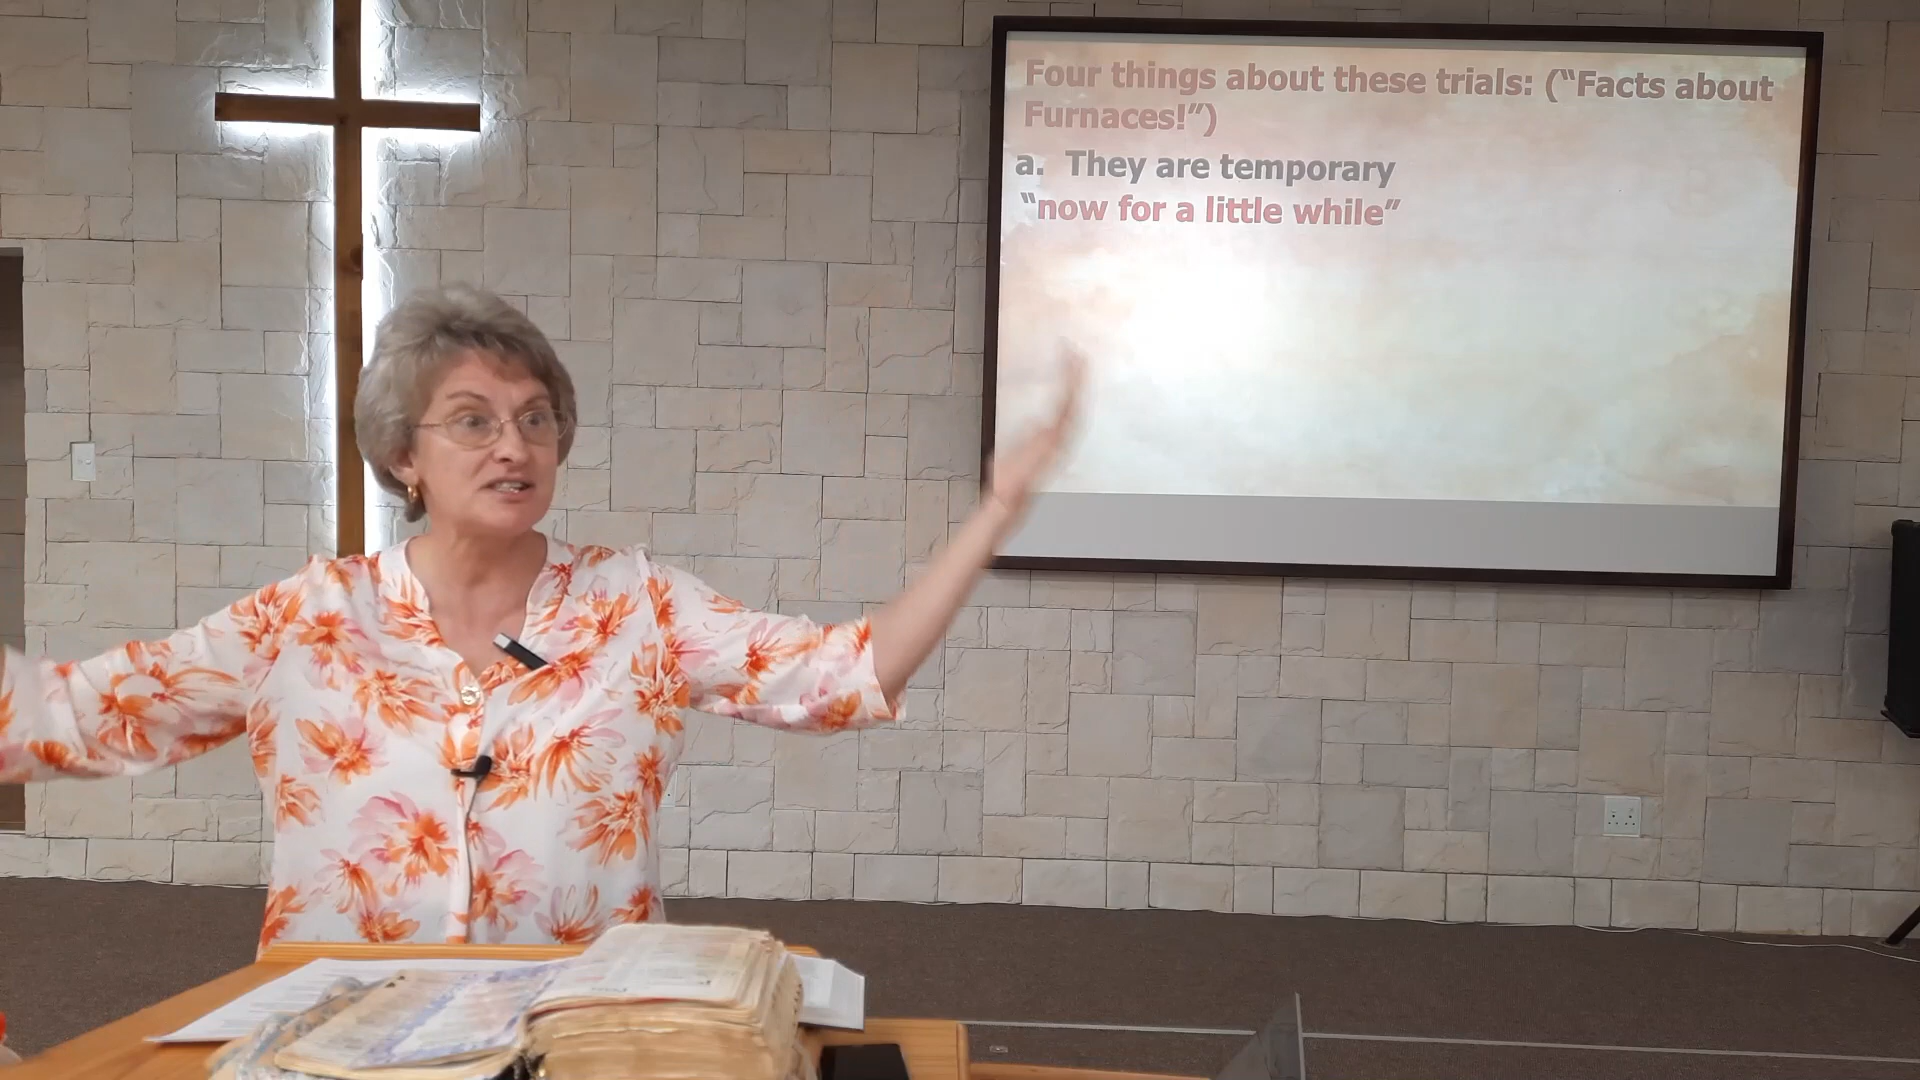 Four things about these trials: (“Facts about
Furnaces!”)
a. They are temporary
“now for a little while”